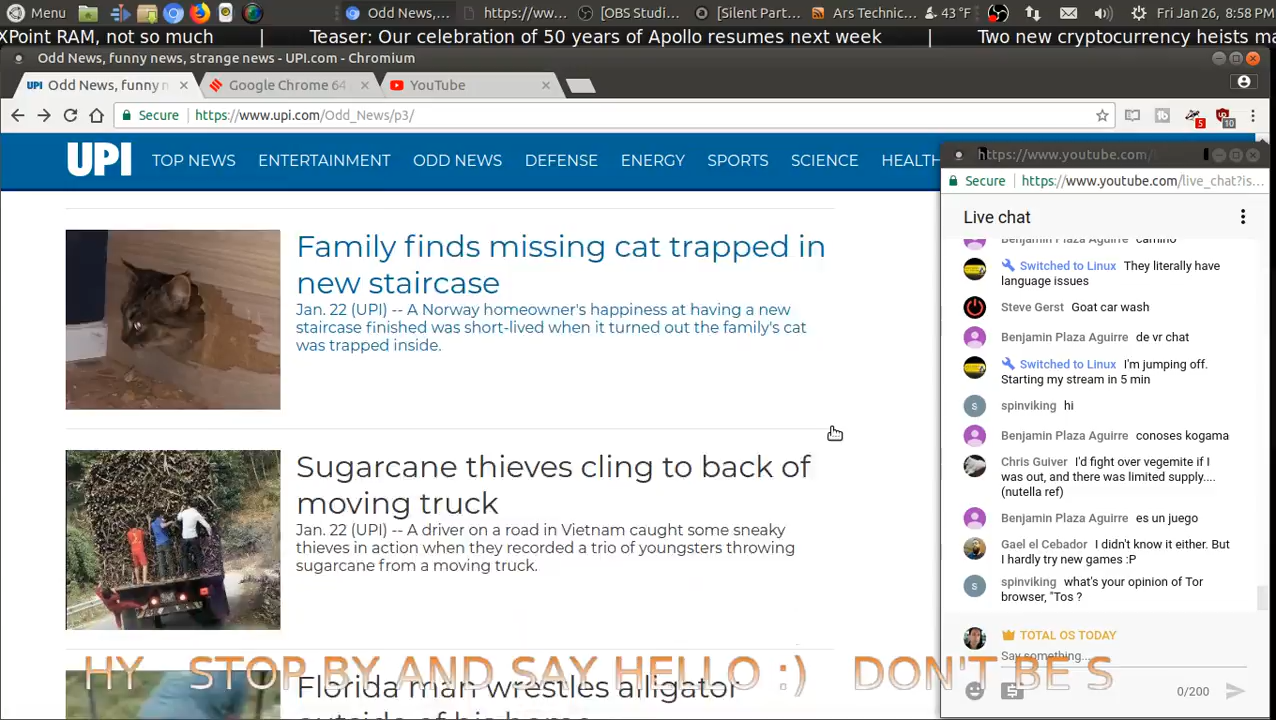 Menu
Odd News,...
https://ww...
[OBS Studi...
[Silent Part...
Ars Technic...
43 °F
Fri Jan 26, 8:58 PM
XPoint RAM, not so much | Teaser: Our celebration of 50 years of Apollo resumes next week | Two new cryptocurrency heists ma
Odd News, funny news, strange news - UPI.com - Chromium
UPI Odd News, funny n
Google Chrome 64
YouTube
Secure | https://www.upi.com/Odd_News/p3/
5
10
UPI TOP NEWS ENTERTAINMENT ODD NEWS DEFENSE ENERGY SPORTS SCIENCE HEALTH
Family finds missing cat trapped in
new staircase
Jan. 22 (UPI) -- A Norway homeowner's happiness at having a new
staircase finished was short-lived when it turned out the family's cat
was trapped inside.
Sugarcane thieves cling to back of
moving truck
Jan. 22 (UPI) -- A driver on a road in Vietnam caught some sneaky
thieves in action when they recorded a trio of youngsters throwing
sugarcane from a moving truck.
Florida man wrestles alligator
outside of his home
HY STOP BY AND SAY HELLO :) DON'T BE S
https://www.youtube.com/
Secure | https://www.youtube.com/live_chat?is...
Live chat
Benjamin Plaza Aguirre camino
Switched to Linux They literally have
language issues
Steve Gerst Goat car wash
Benjamin Plaza Aguirre de vr chat
Switched to Linux I'm jumping off.
Starting my stream in 5 min
s spinviking hi
Benjamin Plaza Aguirre conoses kogama
Chris Guiver I'd fight over vegemite if I
was out, and there was limited supply....
(nutella ref)
Benjamin Plaza Aguirre es un juego
Gael el Cebador I didn't know it either. But
I hardly try new games :P
s spinviking what's your opinion of Tor
browser, "Tos ?
TOTAL OS TODAY
Say something...
0/200